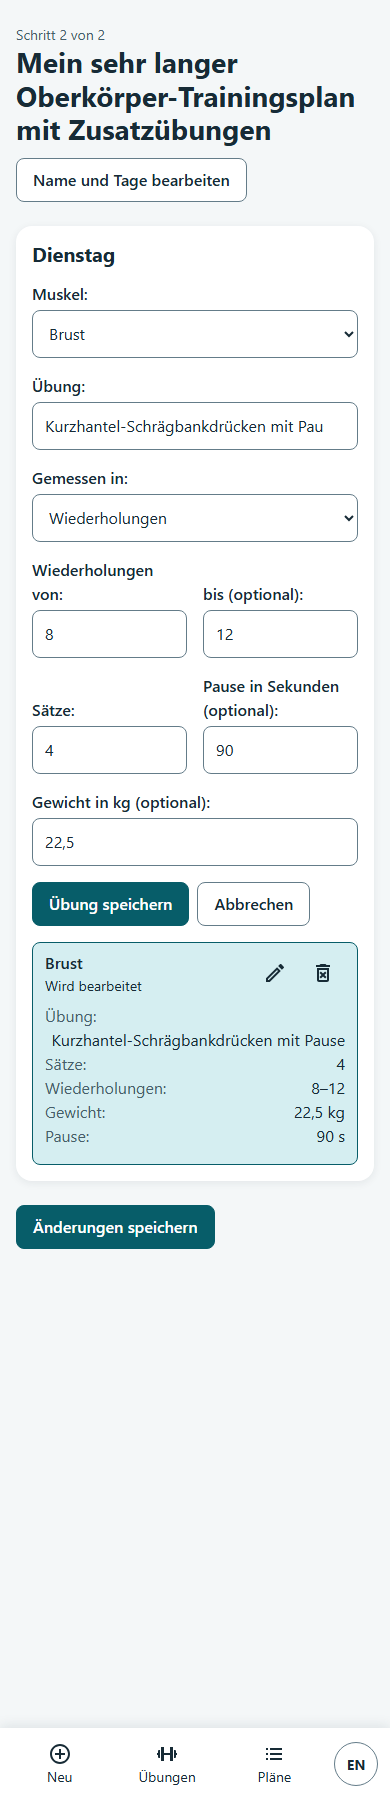 Schritt 2 von 2
Mein sehr langer
Oberkörper-Trainingsplan
mit Zusatzübungen
Name und Tage bearbeiten
Dienstag
Muskel:
Brust
Übung:
Kurzhantel-Schrägbankdrücken mit Pau
Gemessen in:
Wiederholungen
Wiederholungen
von:
bis (optional):
8
12
Sätze:
Pause in Sekunden
(optional):
4
90
Gewicht in kg (optional):
22,5
Übung speichern
Abbrechen
Brust
Wird bearbeitet
Übung:
Kurzhantel-Schrägbankdrücken mit Pause
Sätze: 4
Wiederholungen: 8–12
Gewicht: 22,5 kg
Pause: 90 s
Änderungen speichern
Neu
Übungen
Pläne
EN